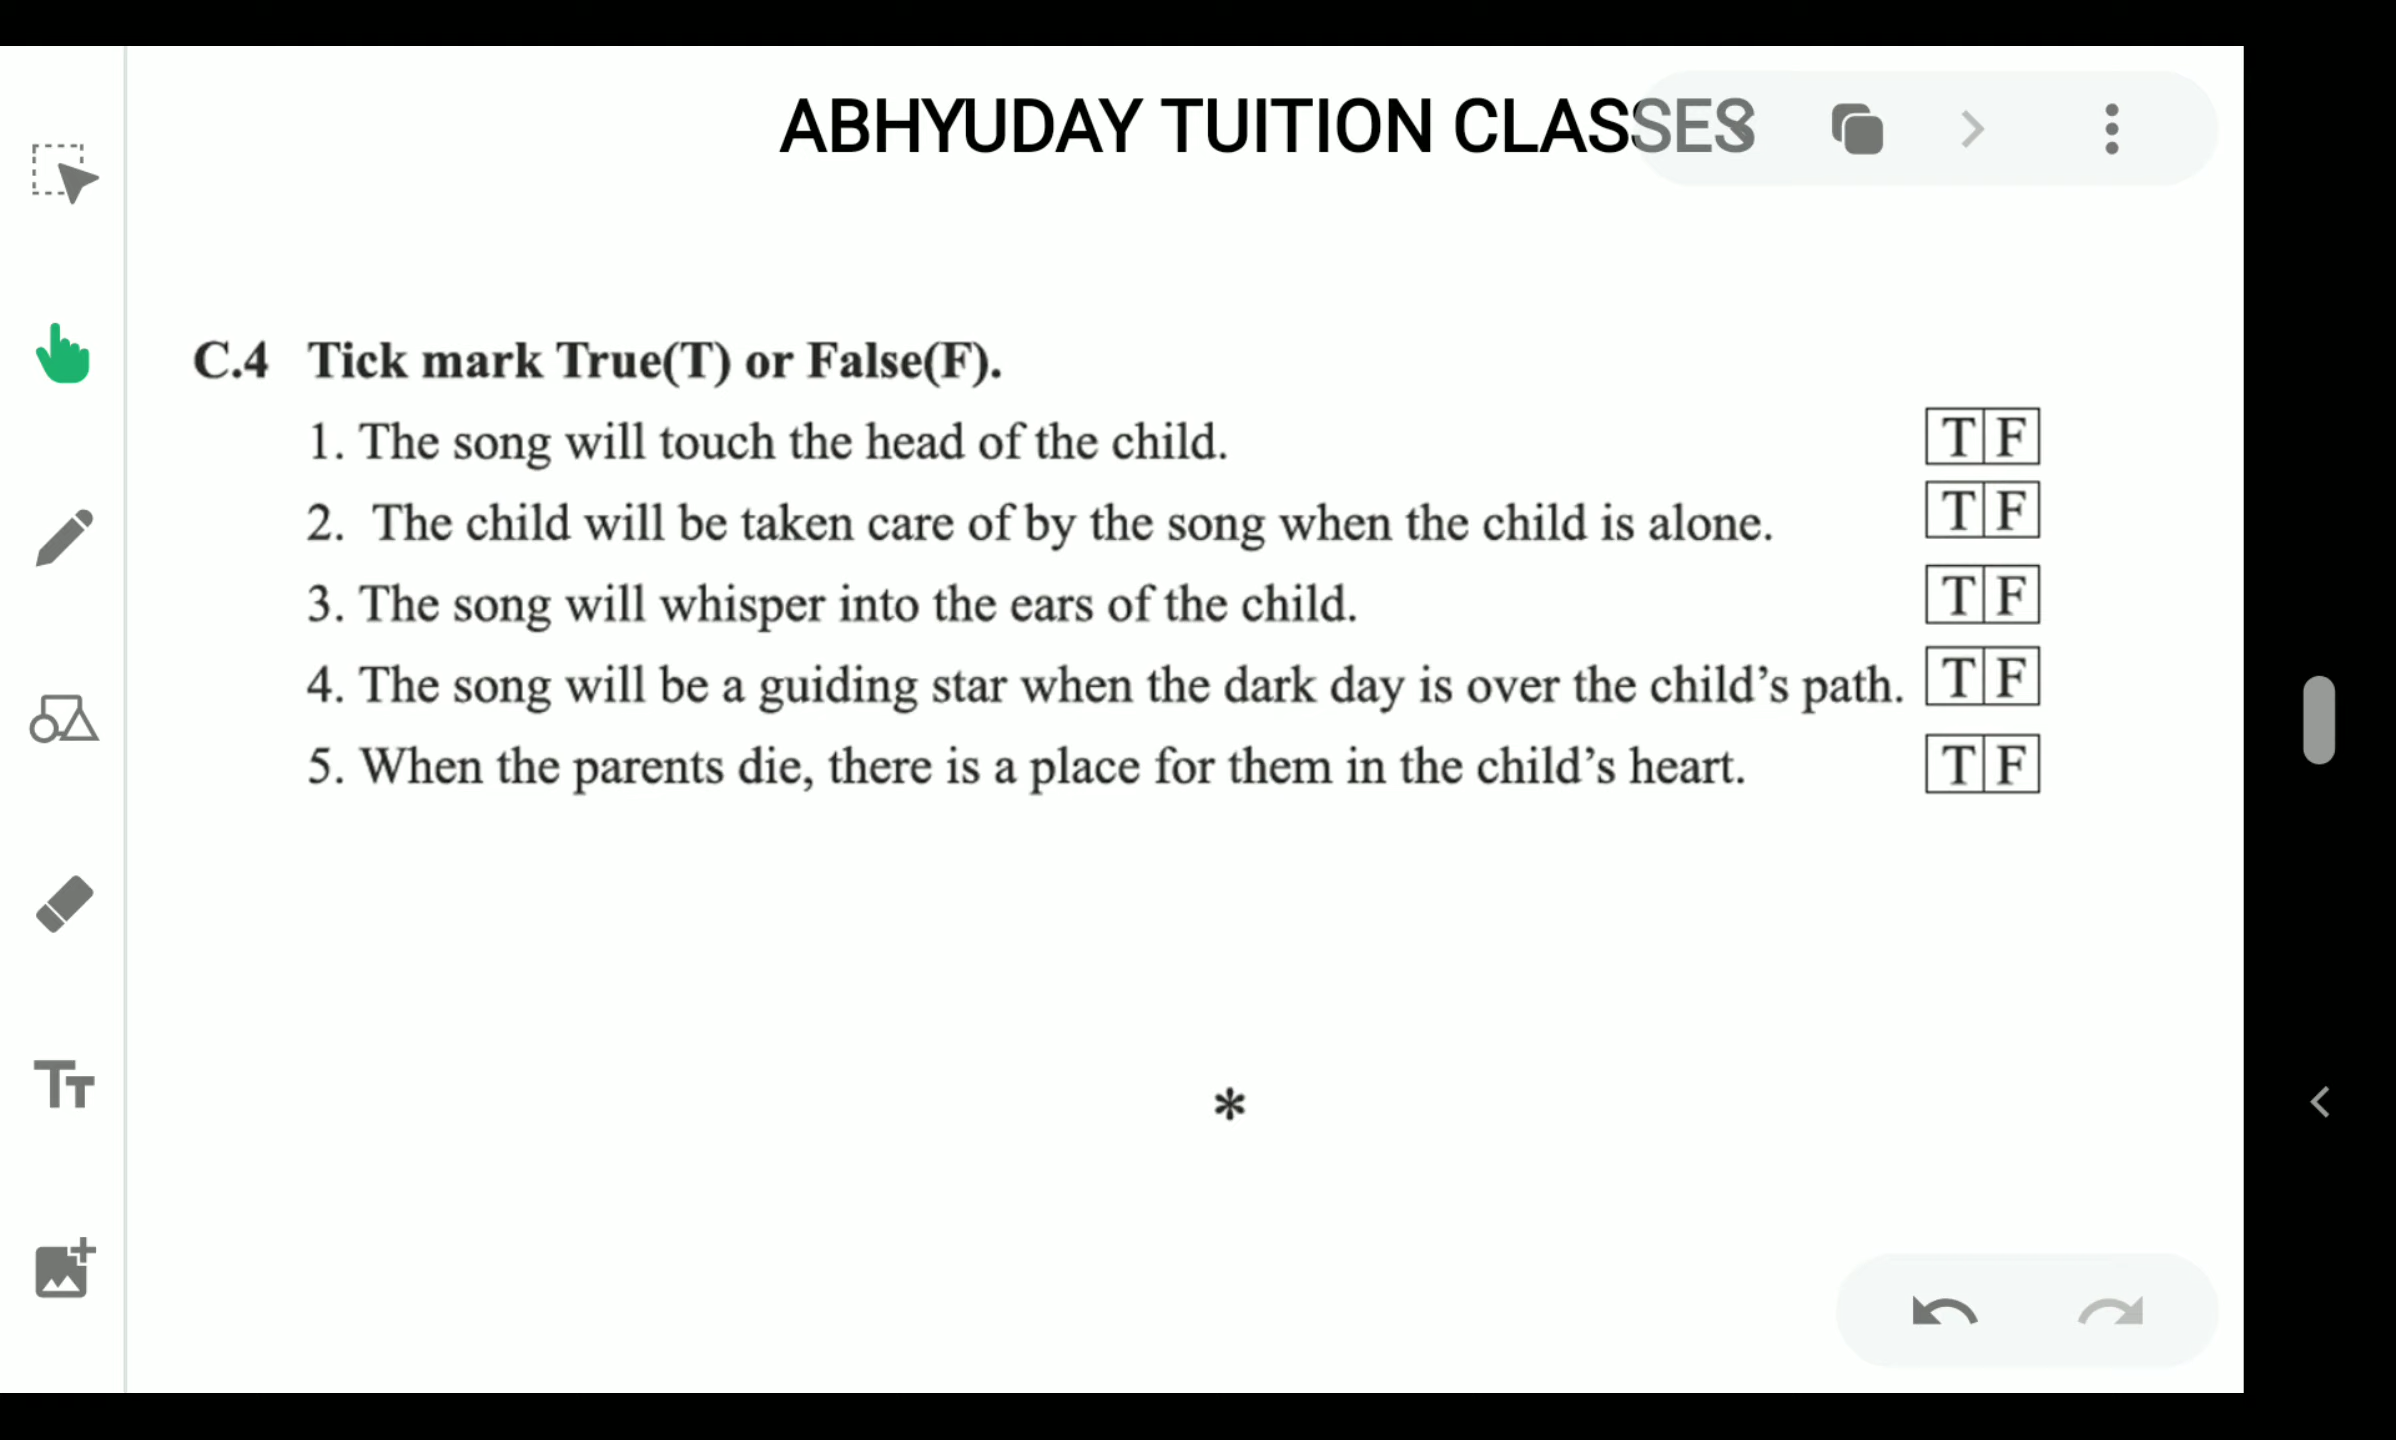 ABHYUDAY TUITION CLASSES
C.4 Tick mark True(T) or False(F).
1. The song will touch the head of the child. T F
2. The child will be taken care of by the song when the child is alone. T F
3. The song will whisper into the ears of the child. T F
4. The song will be a guiding star when the dark day is over the child’s path. T F
5. When the parents die, there is a place for them in the child’s heart. T F
*
Tт